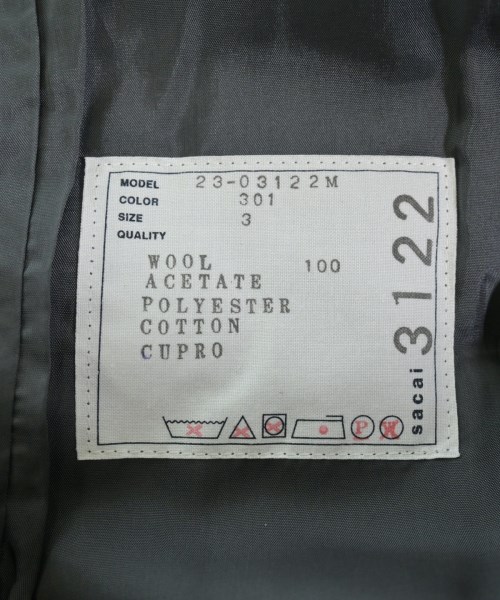 MODEL 23-03122M
COLOR 301
SIZE 3
QUALITY
WOOL 100
ACETATE
POLYESTER
COTTON
CUPRO
P W
sacai 3122